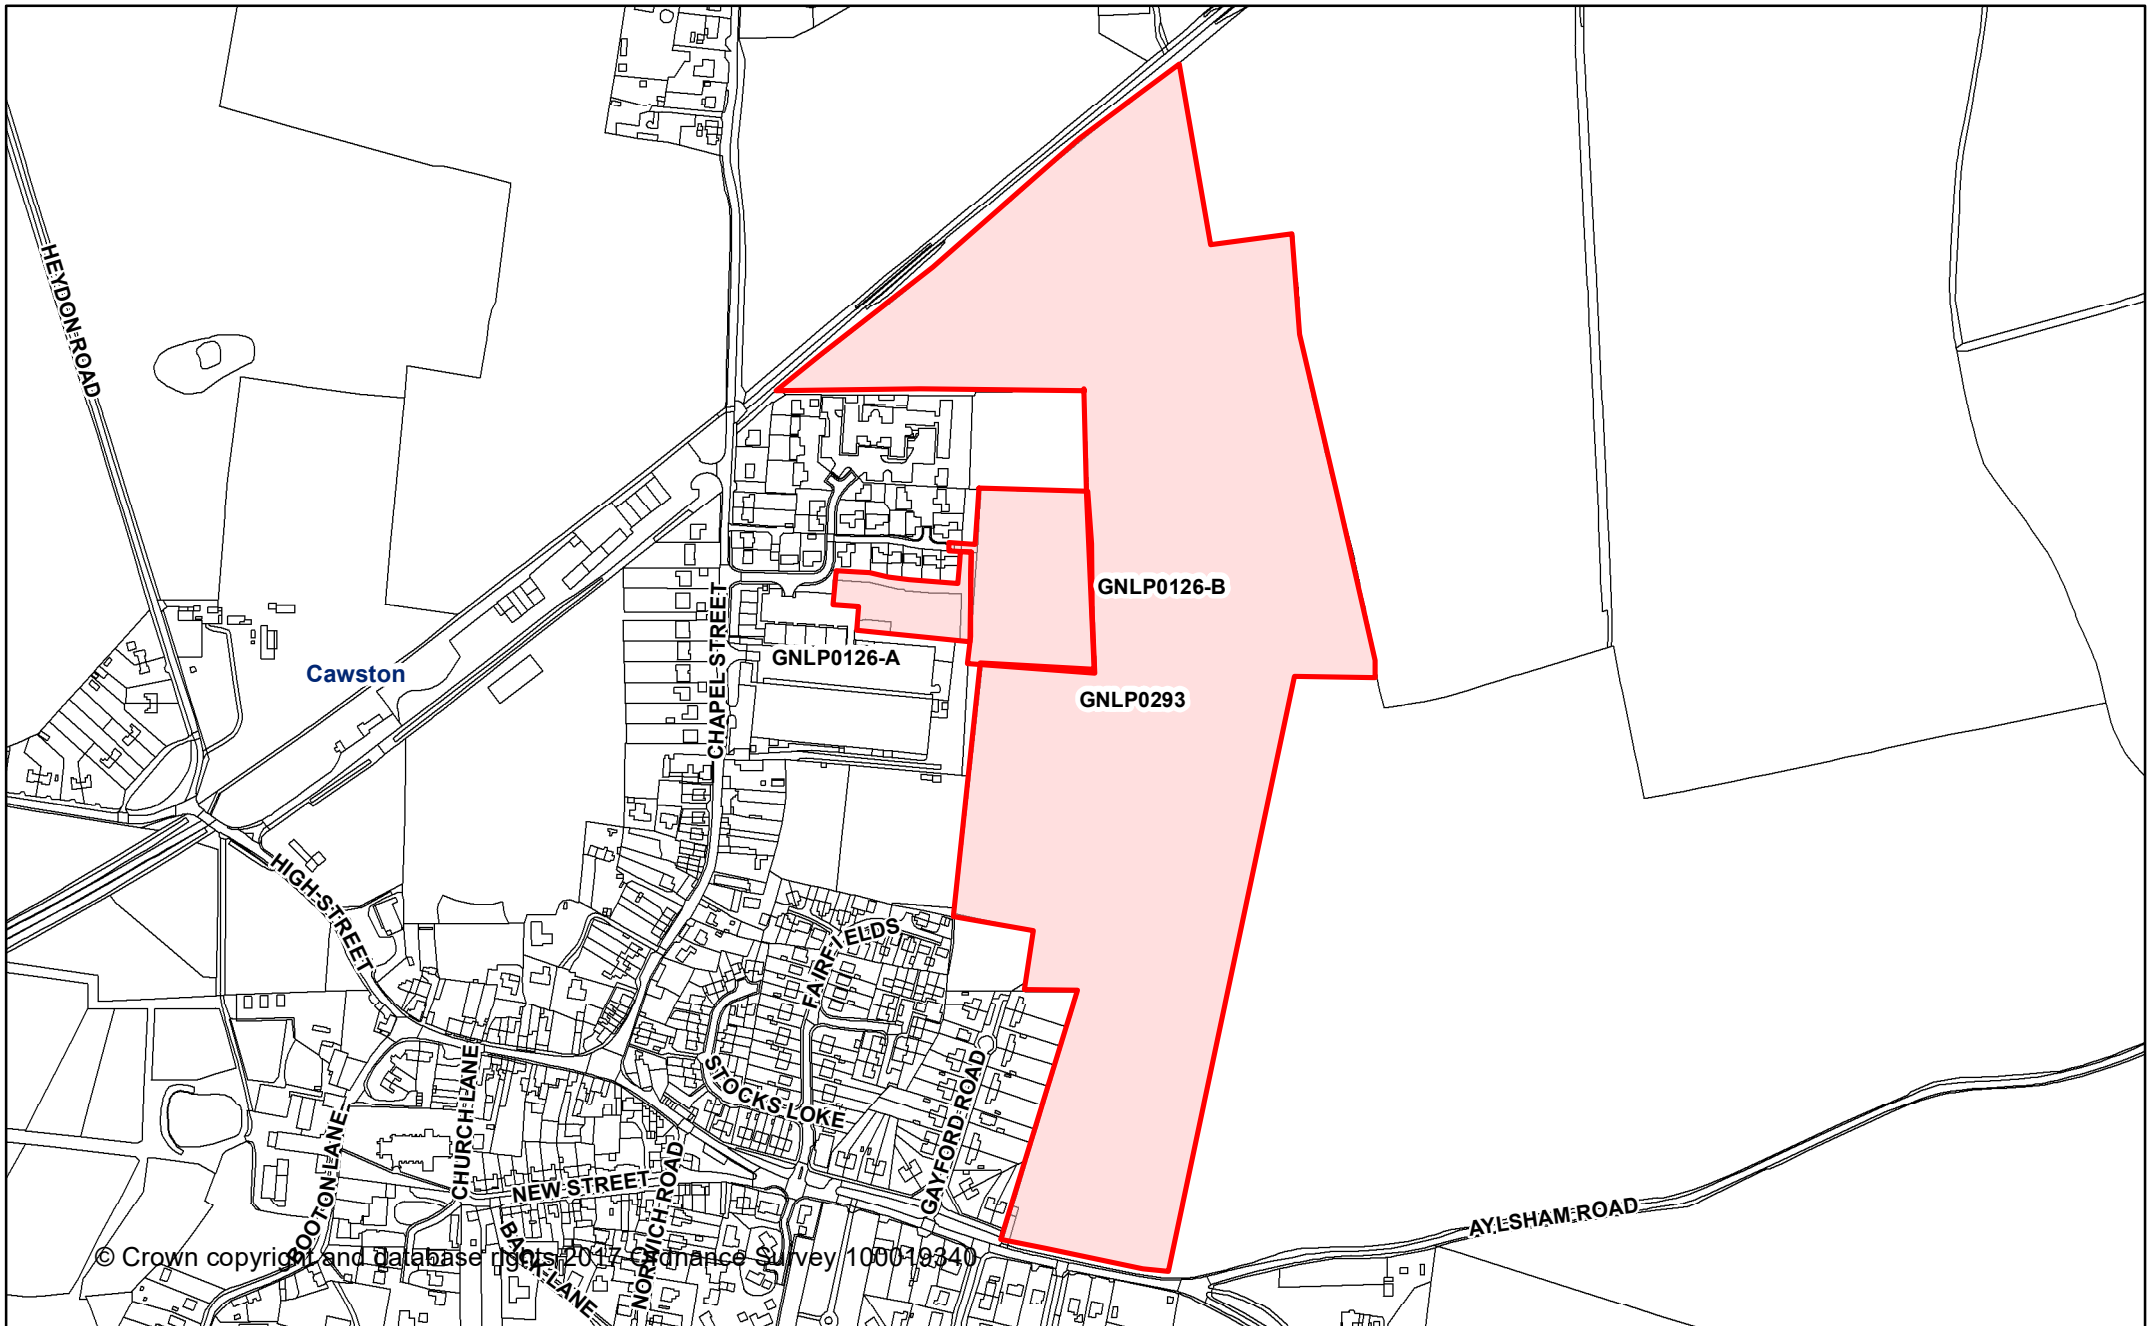 HEYDON ROAD
GNLP0126-B
CHAPEL STREET
GNLP0126-A
Cawston
GNLP0293
HIGH STREET
FAIRFIELDS
STOCKS LOKE
GAYFORD ROAD
CHURCH LANE
BOOTON LANE
NEW STREET
NORWICH ROAD
BACK LANE
AYLSHAM ROAD
© Crown copyright and database rights 2017 Ordnance Survey 100019340